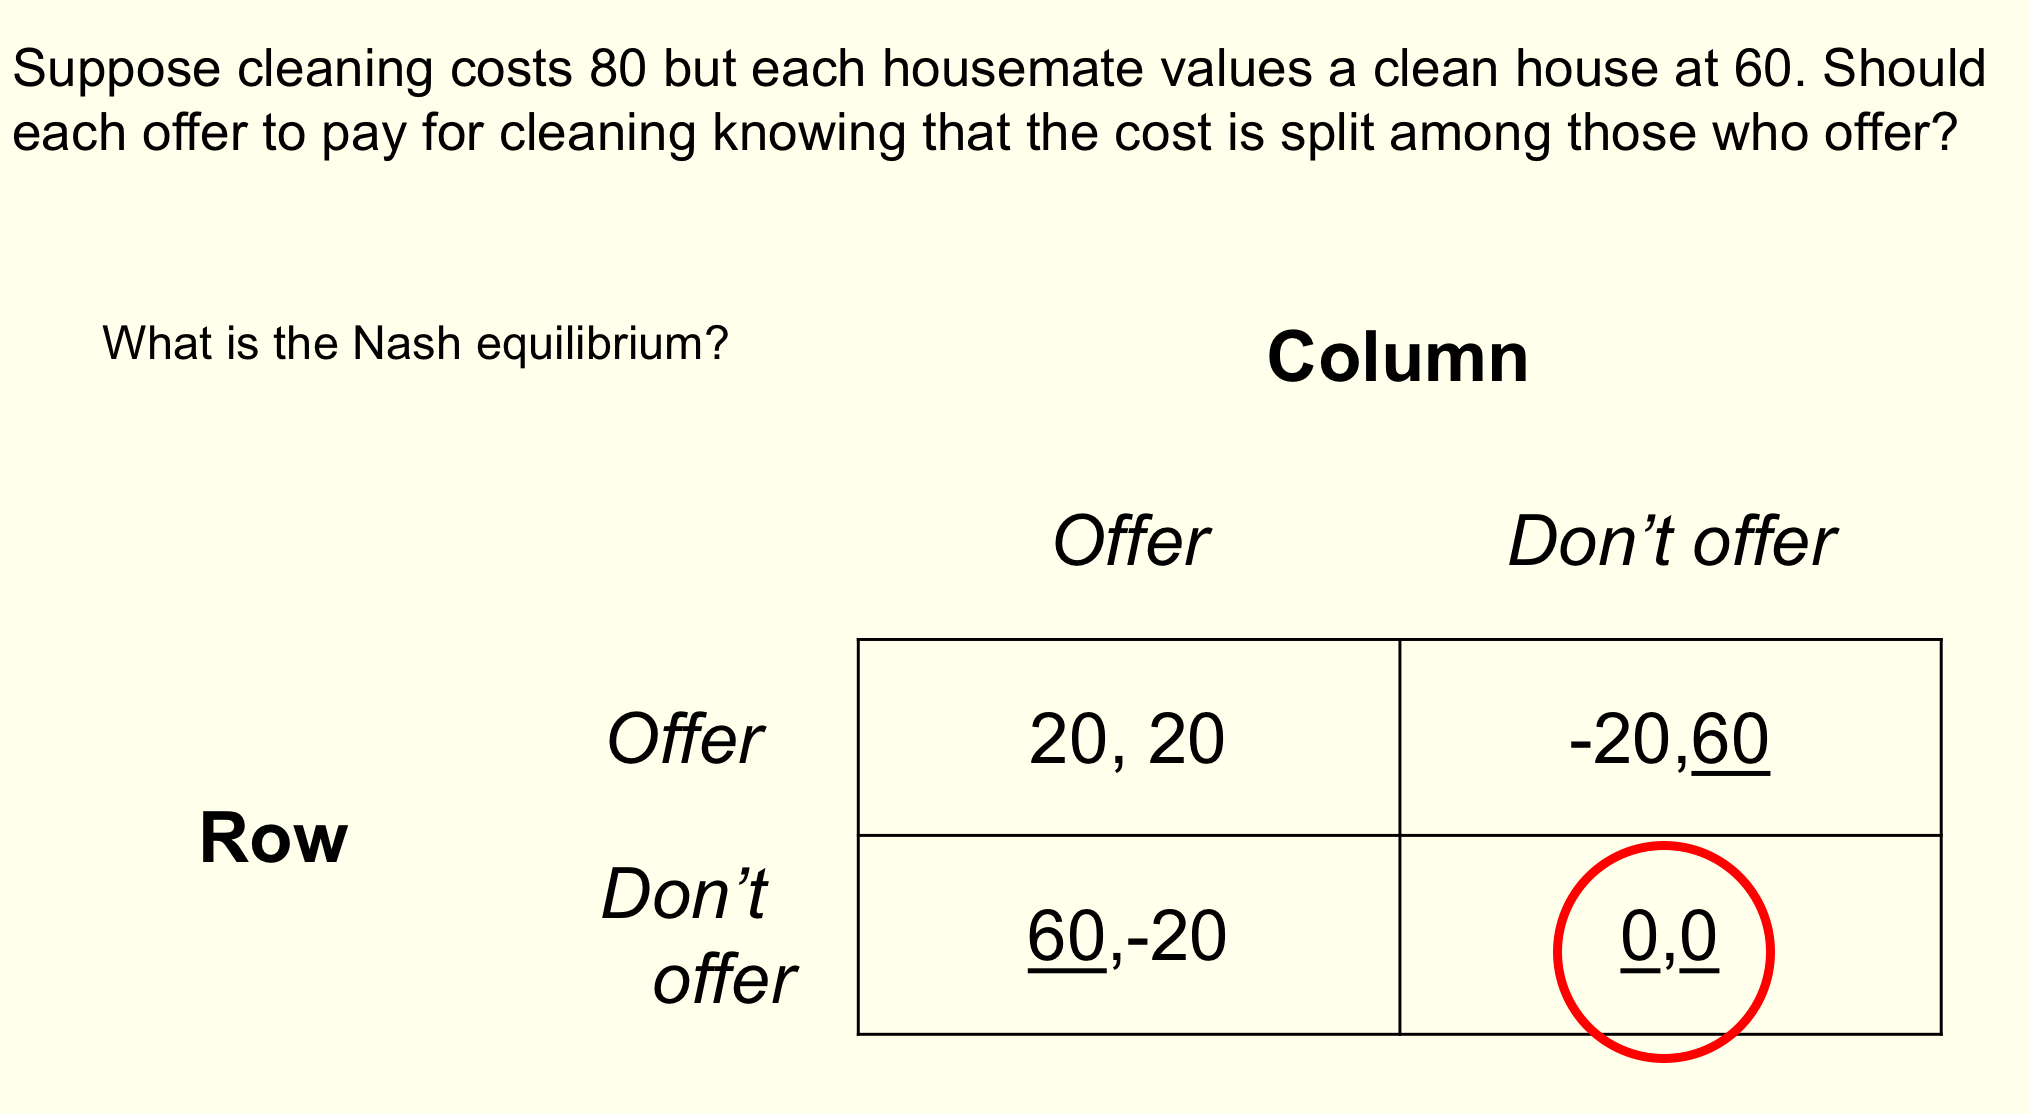 Suppose cleaning costs 80 but each housemate values a clean house at 60. Should
each offer to pay for cleaning knowing that the cost is split among those who offer?
What is the Nash equilibrium?
Column
Offer
Don’t offer
Offer
20, 20
-20,60
Row
Don’t
offer
60,-20
0,0